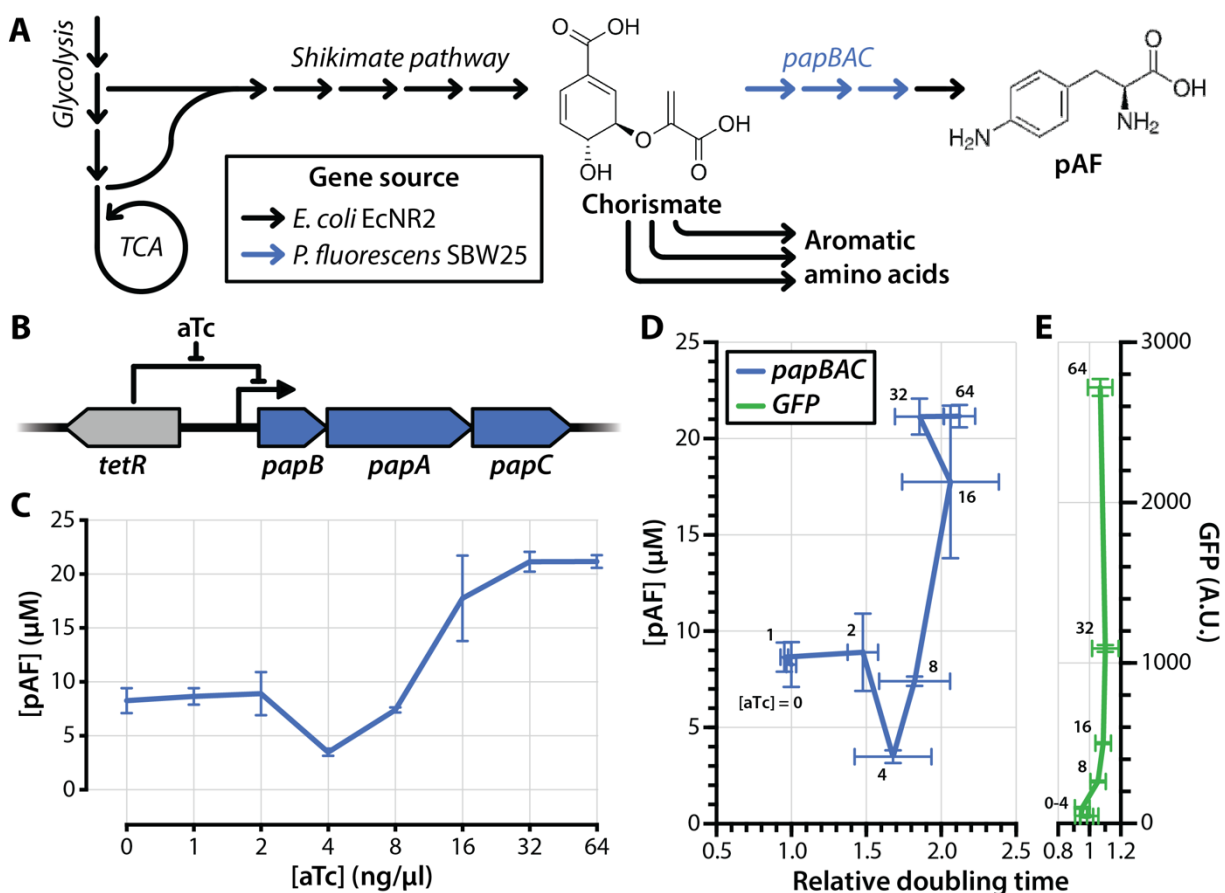 A
Glycolysis
Shikimate pathway
papBAC
O
OH
O
OH
O
OH
O
OH
H₂N
NH₂
pAF
TCA
Gene source
E. coli EcNR2
P. fluorescens SBW25
Chorismate
Aromatic
amino acids
B
aTc
tetR
papB
papA
papC
C
[pAF] (µM)
25
20
15
10
5
0
0 1 2 4 8 16 32 64
[aTc] (ng/µl)
D
[pAF] (µM)
25
20
15
10
5
0
papBAC
GFP
32
64
16
1
2
8
[aTc] = 0
4
0.5 1.0 1.5 2.0 2.5
E
3000
2000
1000
0
GFP (A.U.)
64
32
16
8
0-4
0.8 1 1.2
Relative doubling time